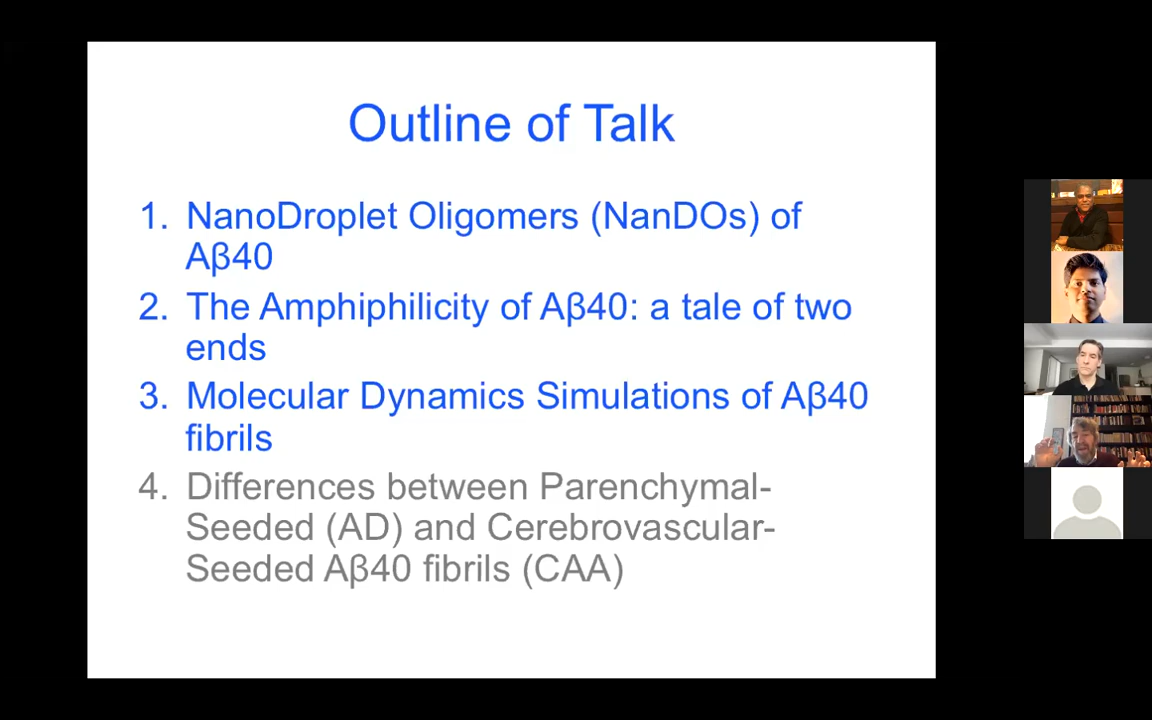 Outline of Talk
1. NanoDroplet Oligomers (NanDOs) of
Aβ40
2. The Amphiphilicity of Aβ40: a tale of two
ends
3. Molecular Dynamics Simulations of Aβ40
fibrils
4. Differences between Parenchymal-
Seeded (AD) and Cerebrovascular-
Seeded Aβ40 fibrils (CAA)